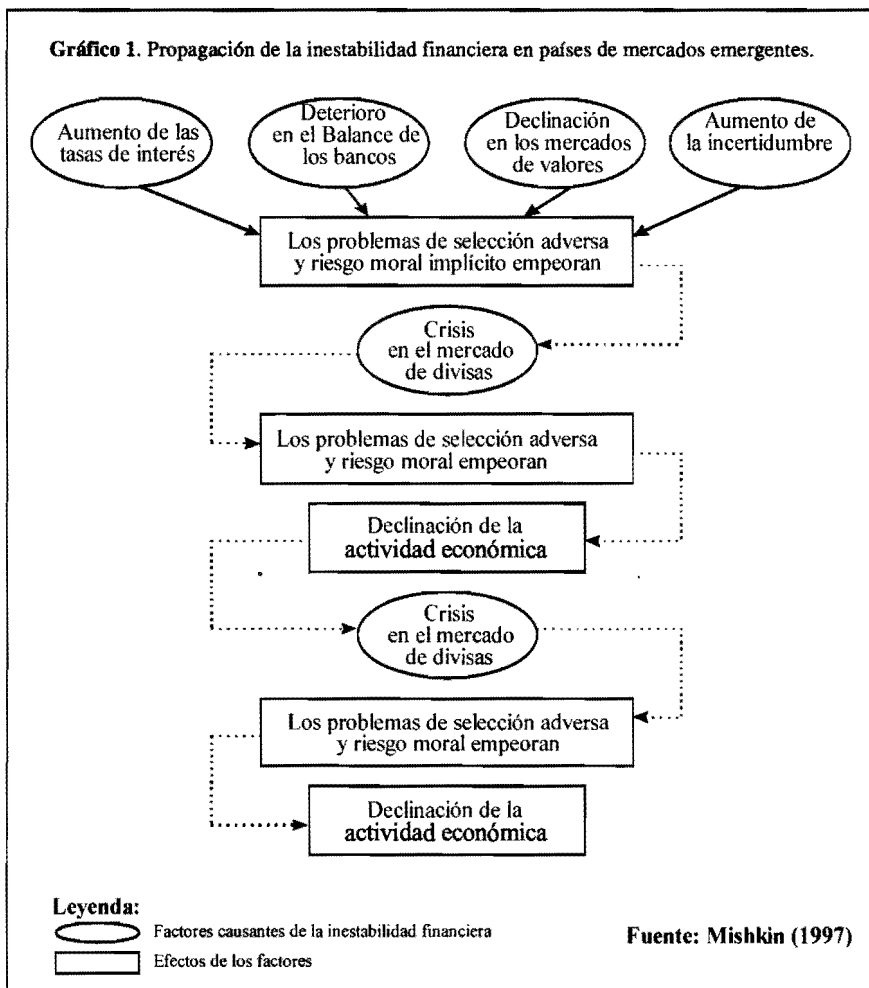 Gráfico 1. Propagación de la inestabilidad financiera en países de mercados emergentes.
Aumento de las
tasas de interés
Deterioro
en el Balance de
los bancos
Declinación
en los mercados
de valores
Aumento de
la incertidumbre
Los problemas de selección adversa
y riesgo moral implícito empeoran
Crisis
en el mercado
de divisas
Los problemas de selección adversa
y riesgo moral empeoran
Declinación de la
actividad económica
Crisis
en el mercado
de divisas
Los problemas de selección adversa
y riesgo moral empeoran
Declinación de la
actividad económica
Leyenda:
Factores causantes de la inestabilidad financiera
Efectos de los factores
Fuente: Mishkin (1997)